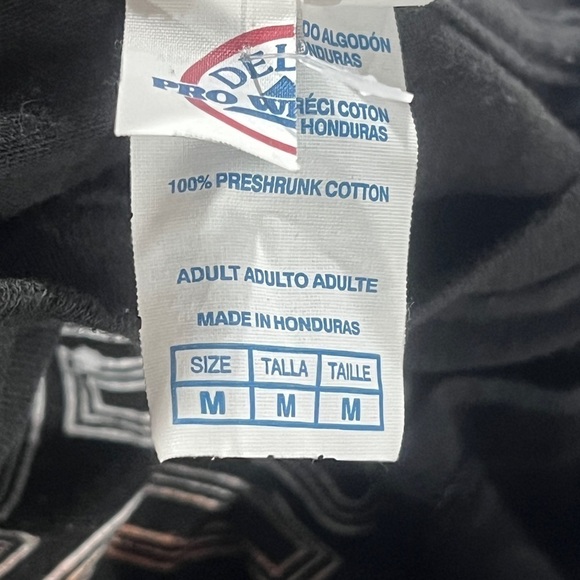 DO ALGODÓN
ONDURAS
DEL
PRO W
RÉCI COTON
HONDURAS
100% PRESHRUNK COTTON
ADULT ADULTO ADULTE
MADE IN HONDURAS
SIZE TALLA TAILLE
M M M